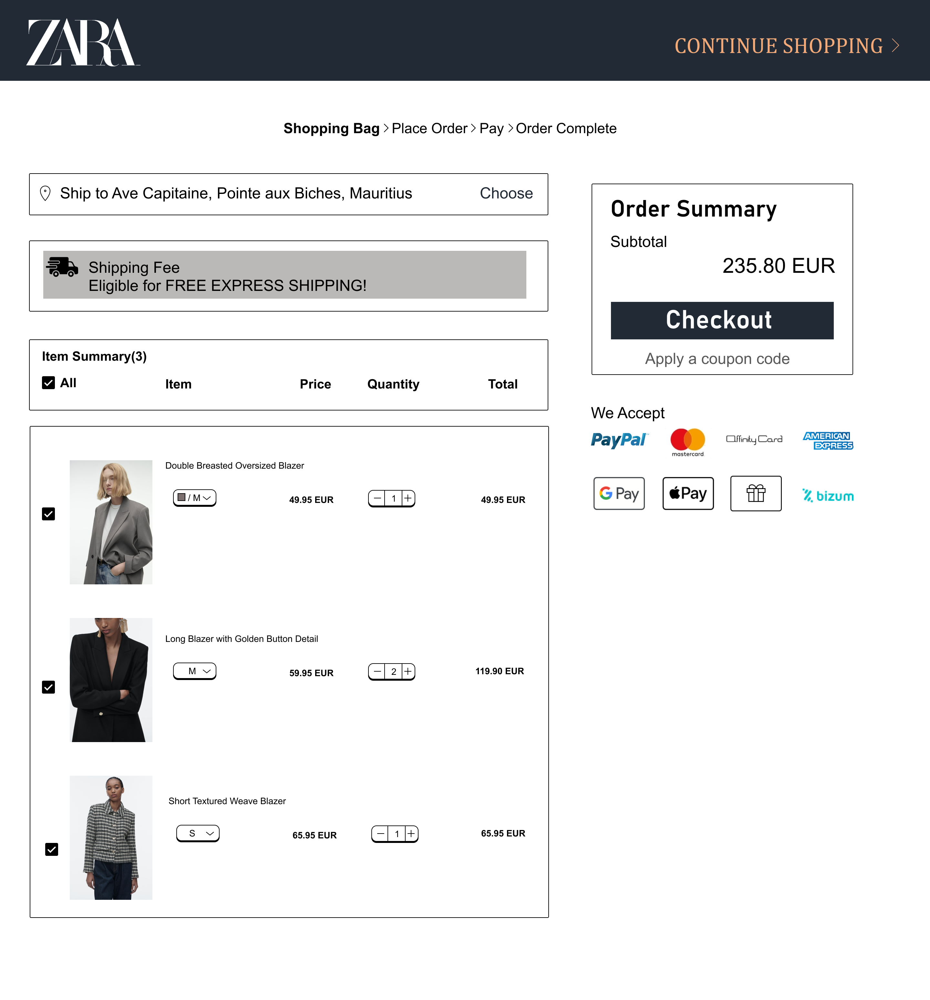 ZARA
CONTINUE SHOPPING
Shopping Bag > Place Order > Pay > Order Complete
Ship to Ave Capitaine, Pointe aux Biches, Mauritius Choose
Shipping Fee
Eligible for FREE EXPRESS SHIPPING!
Item Summary(3)
All Item Price Quantity Total
Double Breasted Oversized Blazer
/ M 49.95 EUR 1 49.95 EUR
Long Blazer with Golden Button Detail
M 59.95 EUR 2 119.90 EUR
Short Textured Weave Blazer
S 65.95 EUR 1 65.95 EUR
Order Summary
Subtotal
235.80 EUR
Checkout
Apply a coupon code
We Accept
PayPal™
mastercard
Affinity Card
AMERICAN
EXPRESS
G Pay
Pay
bizum